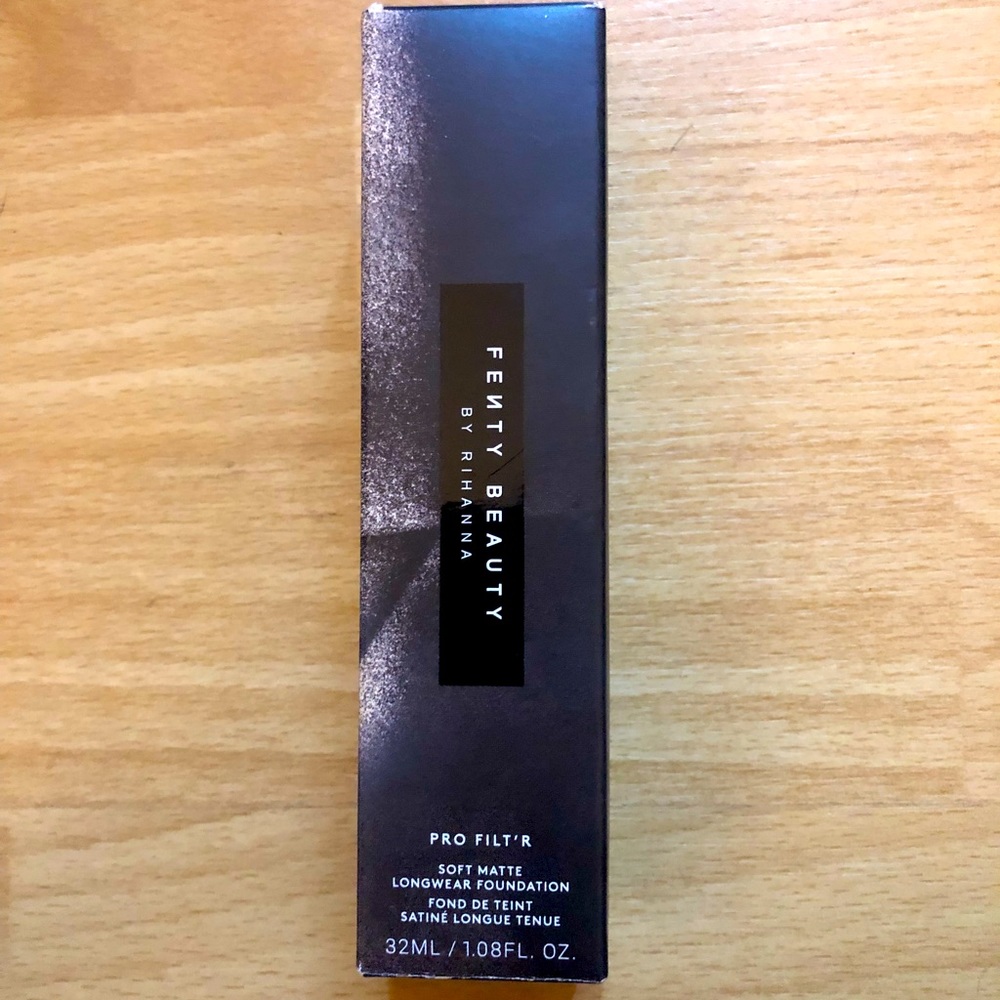 FEИTY BEAUTY
BY RIHANNA
PRO FILT'R
SOFT MATTE
LONGWEAR FOUNDATION
FOND DE TEINT
SATINÉ LONGUE TENUE
32ML / 1.08FL. OZ.